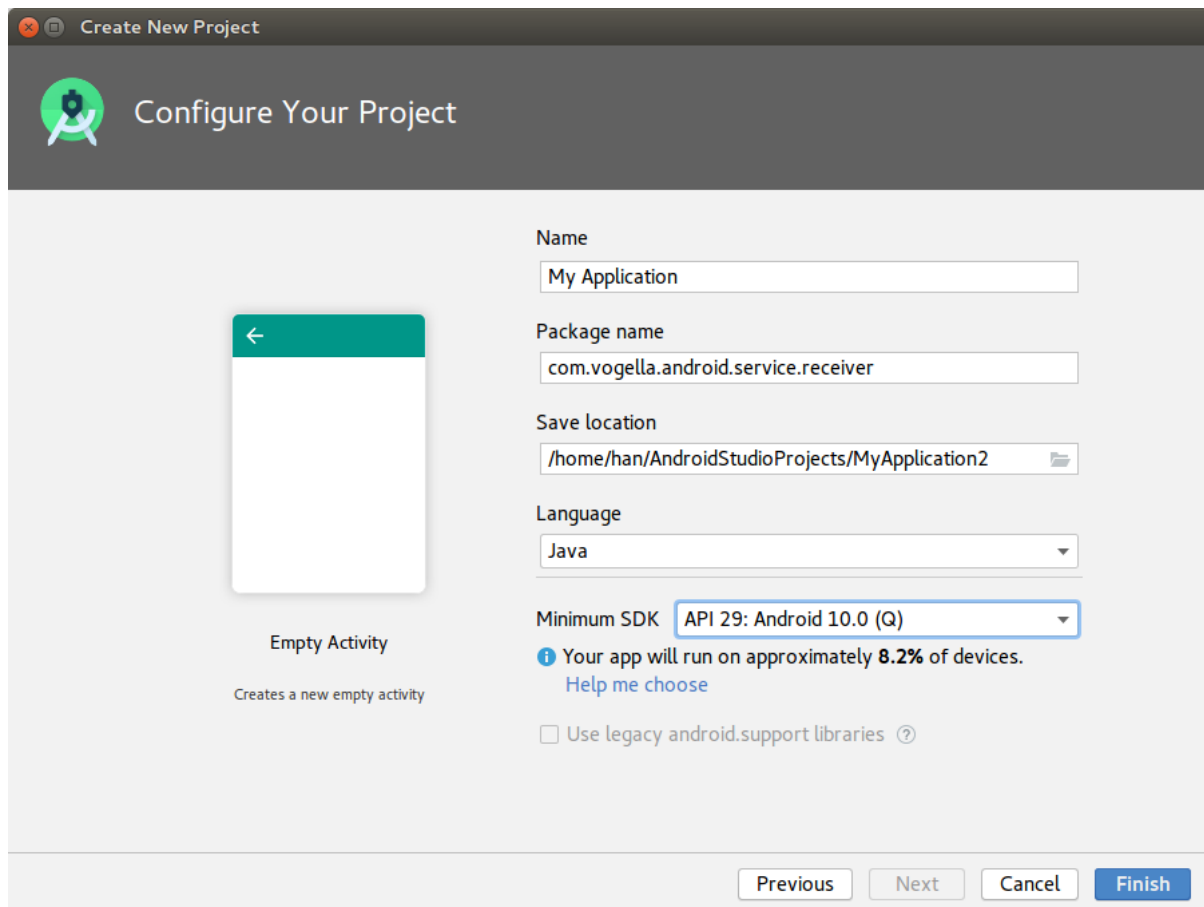 Create New Project
Configure Your Project
Name
My Application
Package name
com.vogella.android.service.receiver
Save location
/home/han/AndroidStudioProjects/MyApplication2
Language
Java
Minimum SDK API 29: Android 10.0 (Q)
Your app will run on approximately 8.2% of devices.
Help me choose
Use legacy android.support libraries ?
Empty Activity
Creates a new empty activity
Previous Next Cancel Finish